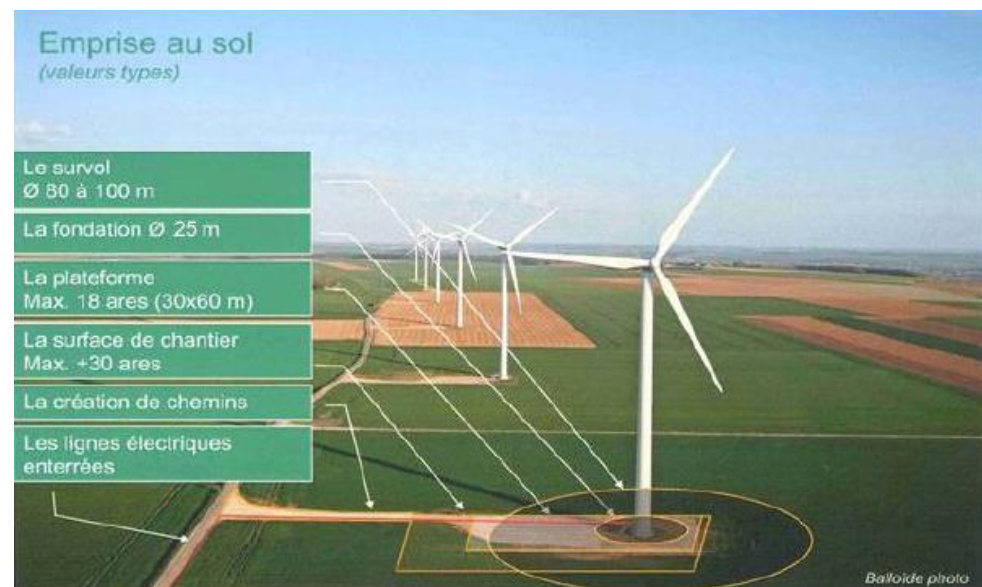 Emprise au sol
(valeurs types)
Le survol
Ø 80 à 100 m
La fondation Ø 25 m
La plateforme
Max. 18 ares (30x60 m)
La surface de chantier
Max. +30 ares
La création de chemins
Les lignes électriques
enterrées
Balloïde photo